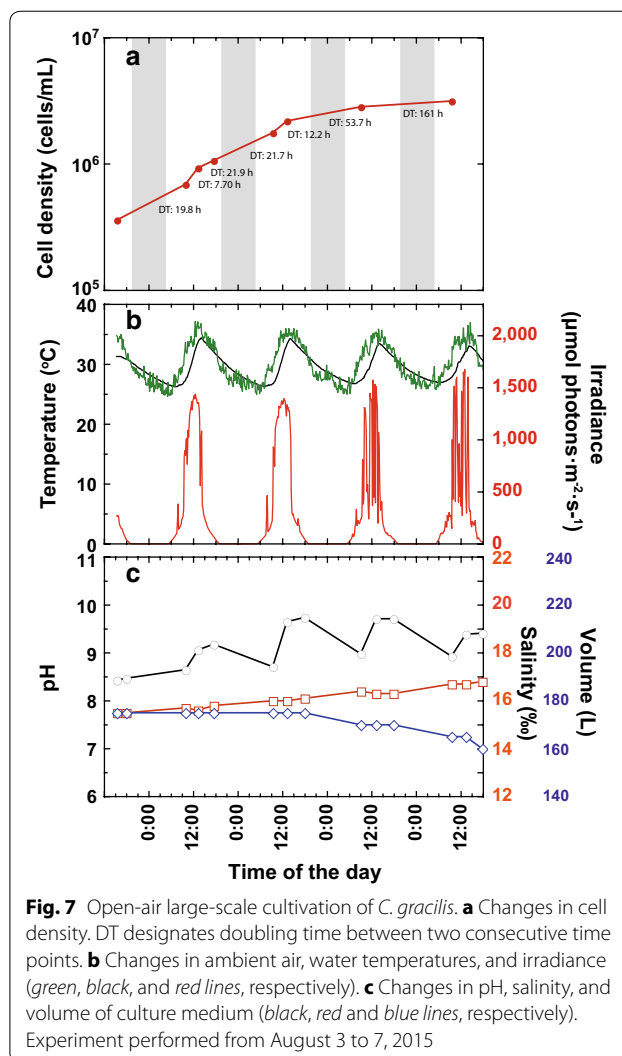 a
10⁷
10⁶
10⁵
Cell density (cells/mL)
DT: 19.8 h
DT: 7.70 h
DT: 21.9 h
DT: 21.7 h
DT: 12.2 h
DT: 53.7 h
DT: 161 h
b
40
30
25
10
0
Temperature (ºC)
2,000
1,500
1,000
500
0
Irradiance
(µmol photons·m⁻²·s-¹)
c
11
10
9
8
7
6
pH
22
20
18
16
14
12
Salinity (‰)
240
220
200
180
160
140
Volume (L)
0:00
12:00
0:00
12:00
0:00
12:00
0:00
12:00
Time of the day
Fig. 7 Open-air large-scale cultivation of C. gracilis. a Changes in cell
density. DT designates doubling time between two consecutive time
points. b Changes in ambient air, water temperatures, and irradiance
(green, black, and red lines, respectively). c Changes in pH, salinity, and
volume of culture medium (black, red and blue lines, respectively).
Experiment performed from August 3 to 7, 2015